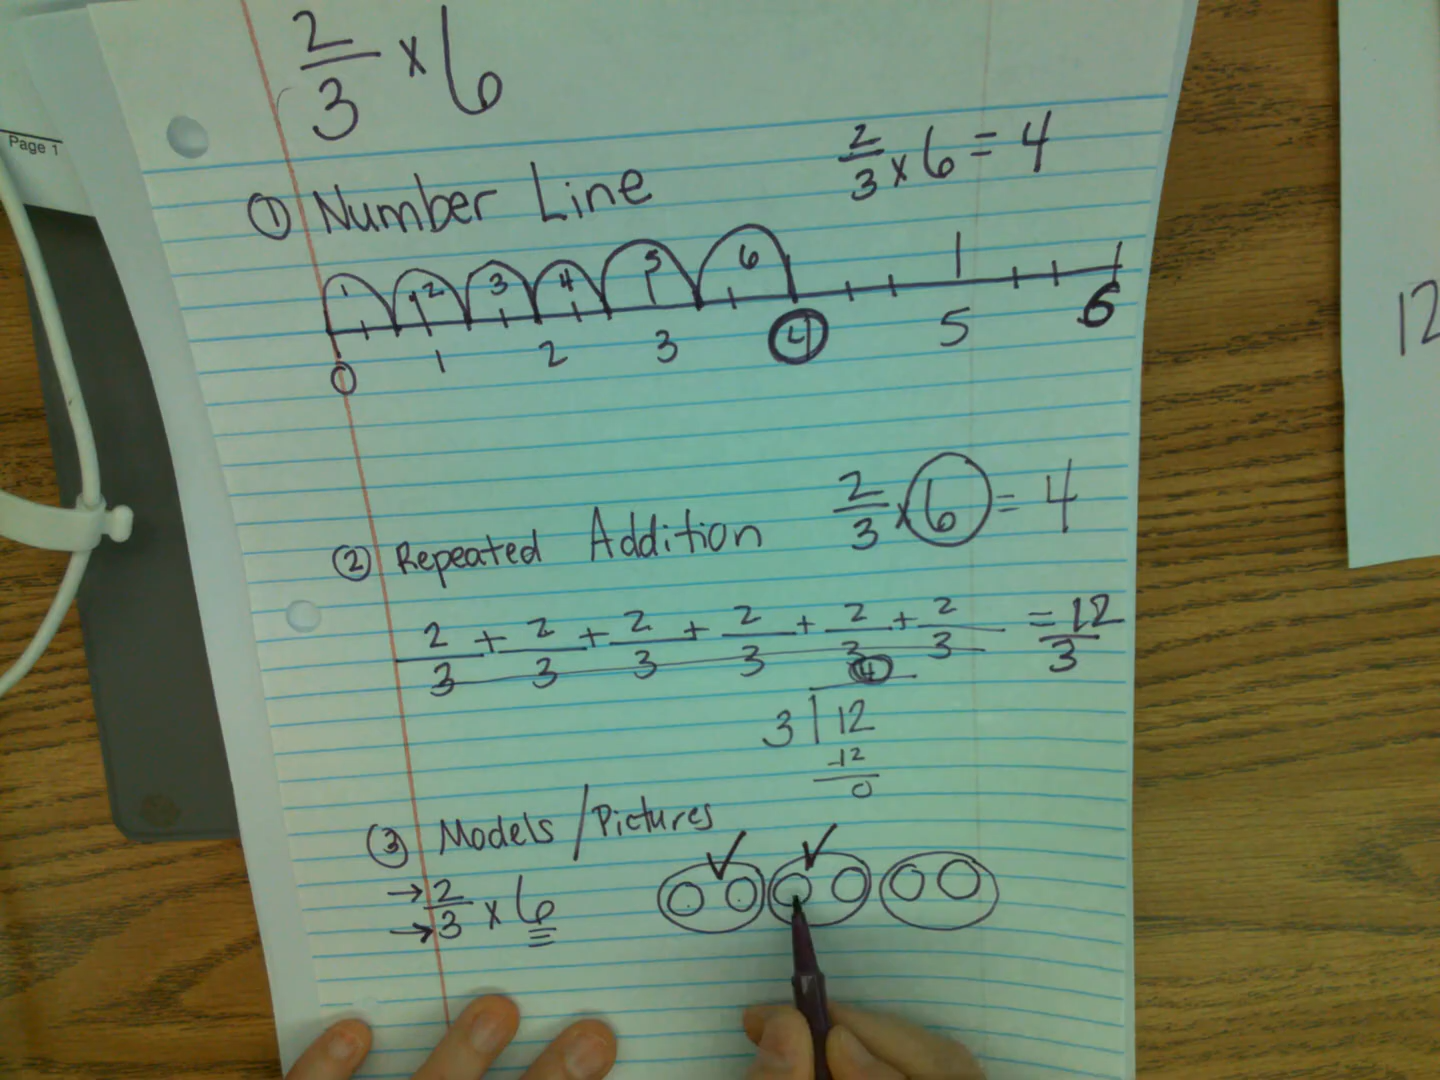 Page 1
2/3 x 6
① Number Line
2/3 x 6 = 4
1 2 3 4 5 6
0 1 2 3 4 5 6
12
② Repeated Addition
2/3 x 6 = 4
2/3 + 2/3 + 2/3 + 2/3 + 2/3 + 2/3 = 12/3
4
3 12
-12
0
③ Models/Pictures
→2/→3 x 6